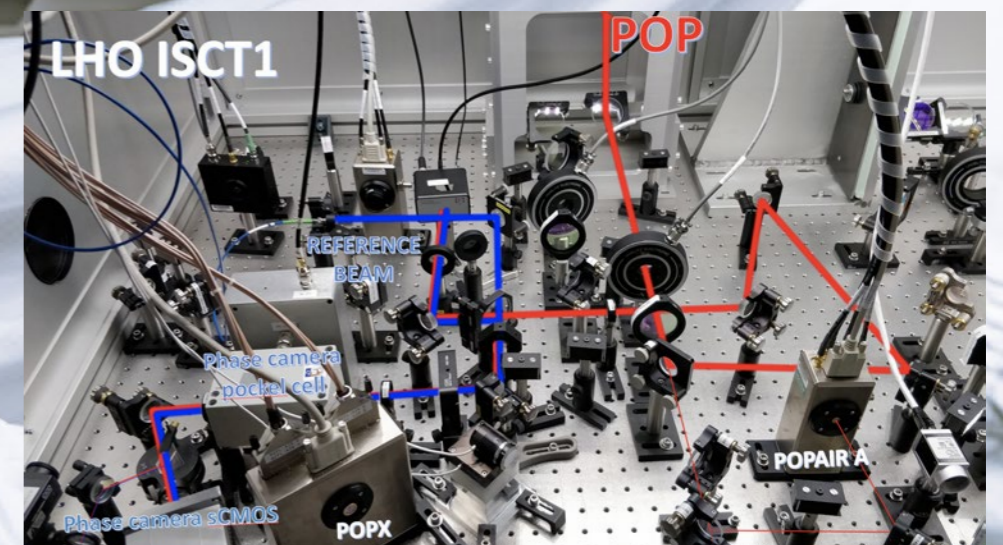 LHO ISCT1
POP
REFERENCE
BEAM
Phase camera
pockel cell
POPAIR A
Phase camera sCMOS
POPX